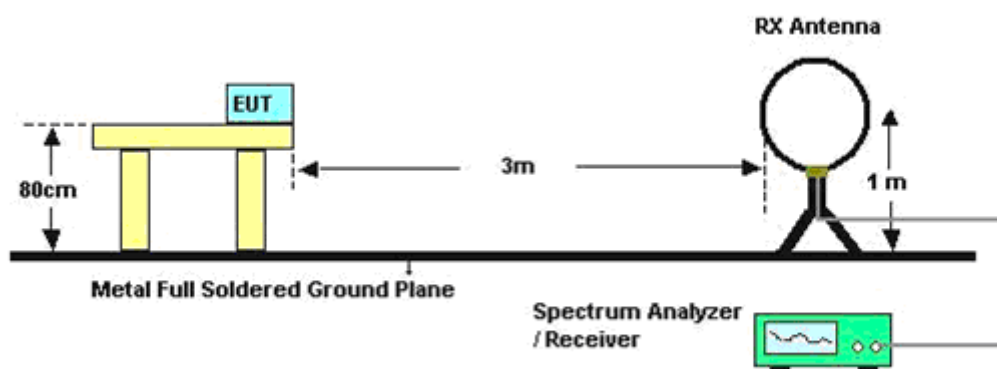 RX Antenna
EUT
80cm
3m
1 m
Metal Full Soldered Ground Plane
Spectrum Analyzer
/ Receiver